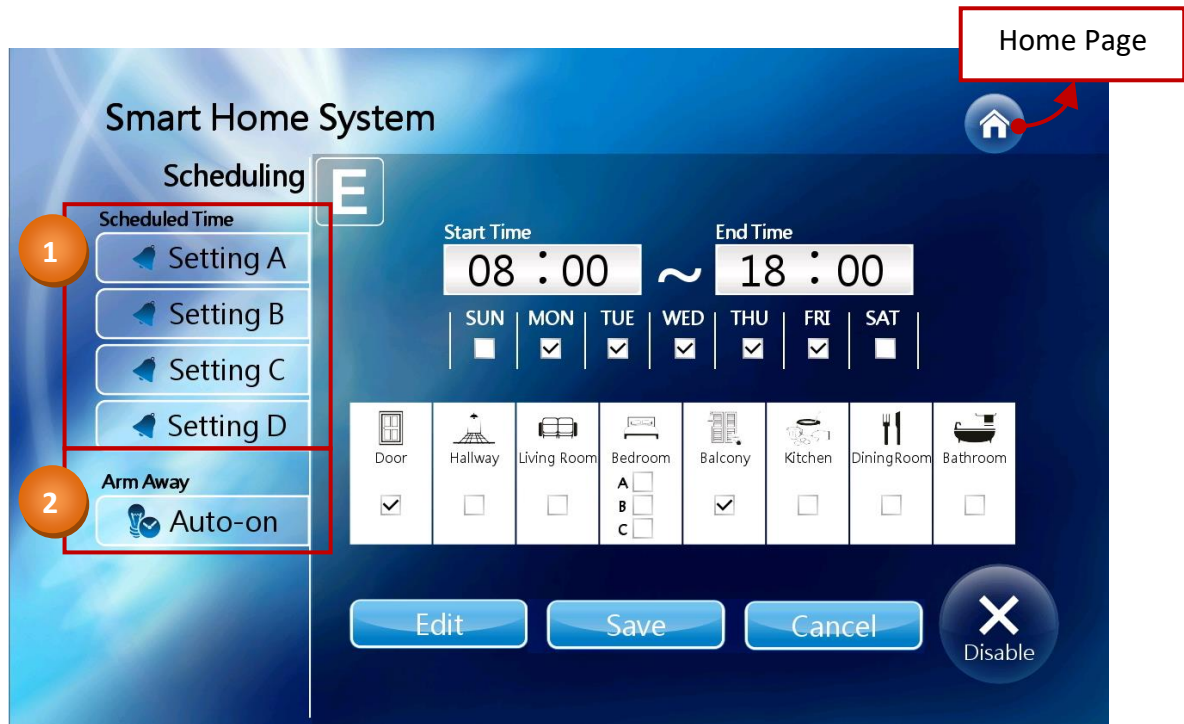 Home Page
Smart Home System
Scheduling
E
1
Scheduled Time
Setting A
Setting B
Setting C
Setting D
2
Arm Away
Auto-on
Start Time End Time
08 : 00 ~ 18 : 00
SUN MON TUE WED THU FRI SAT
Door Hallway Living Room Bedroom Balcony Kitchen DiningRoom Bathroom
A
B
C
Edit Save Cancel
Disable